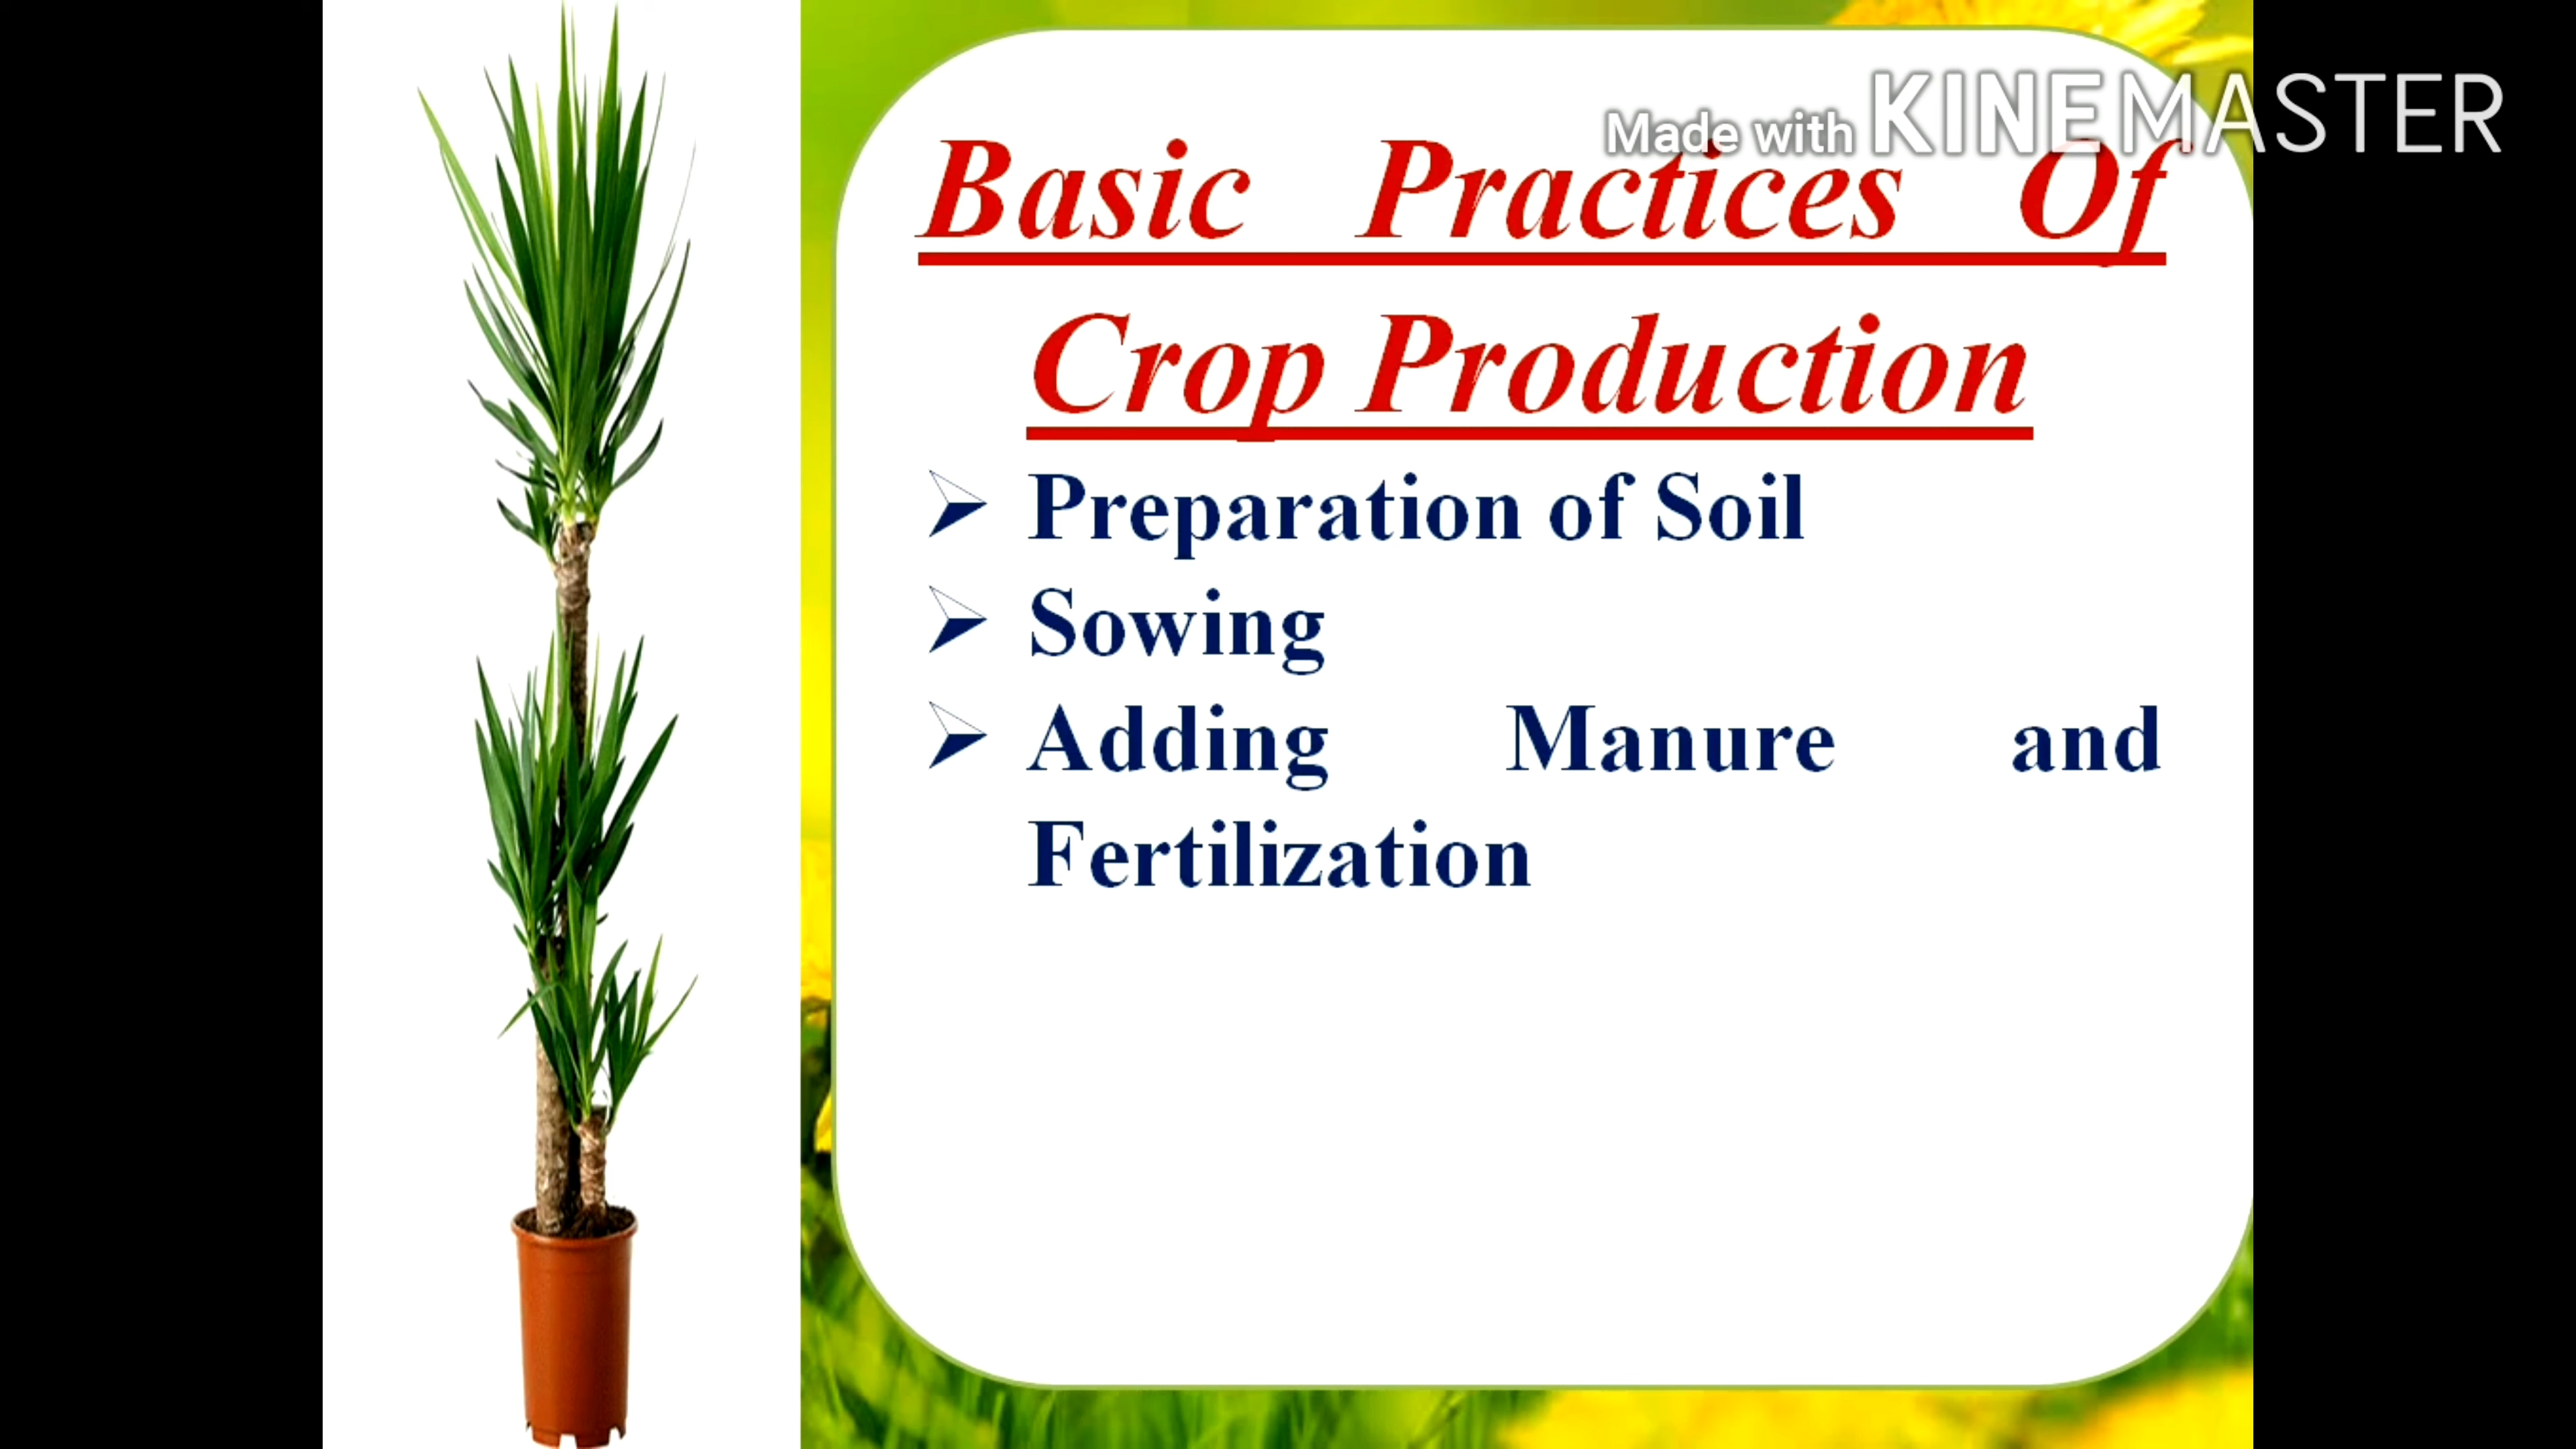 Made with KINEMASTER
Basic Practices Of
Crop Production
Preparation of Soil
Sowing
Adding Manure and
Fertilization